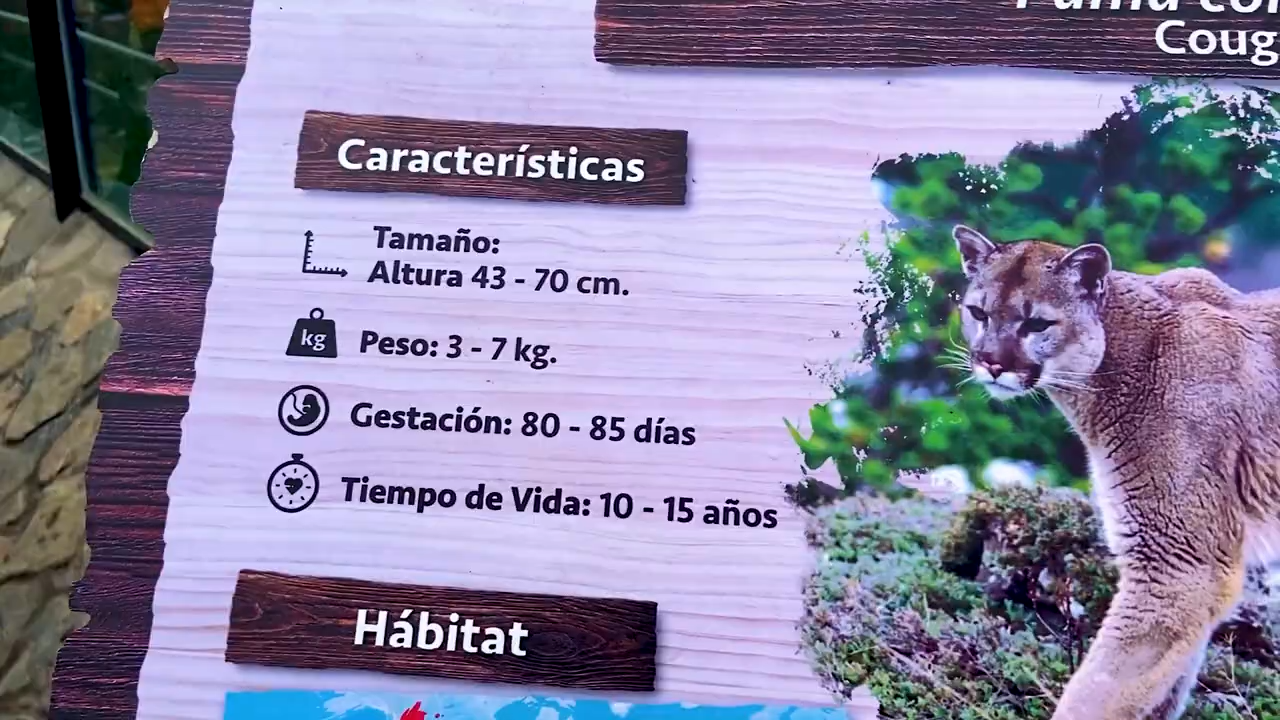 Coug
Características
Tamaño:
Altura 43 - 70 cm.
kg
Peso: 3 - 7 kg.
Gestación: 80 - 85 días
Tiempo de Vida: 10 - 15 años
Hábitat